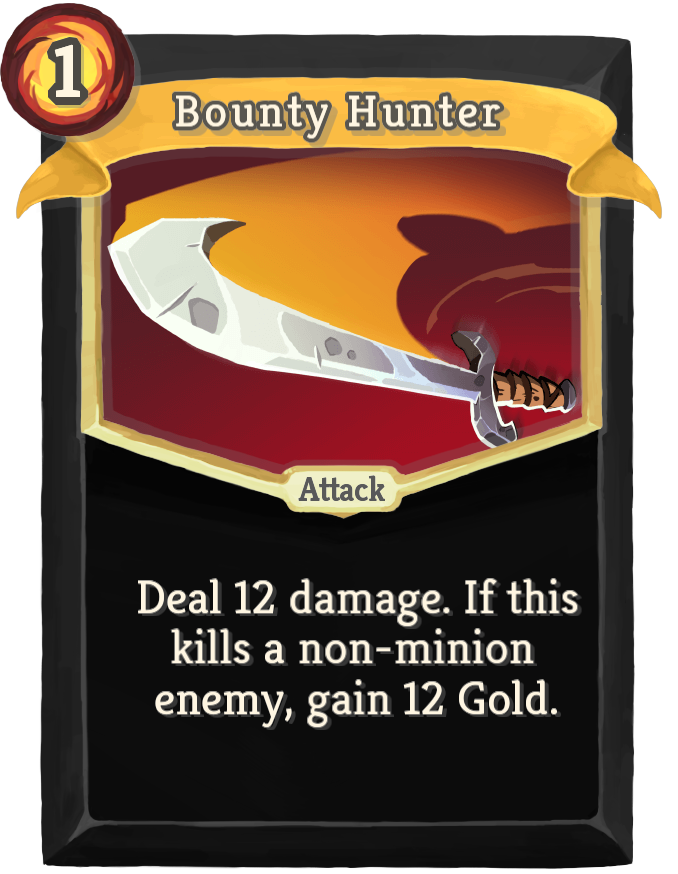 1
Bounty Hunter
Attack
Deal 12 damage. If this
kills a non-minion
enemy, gain 12 Gold.